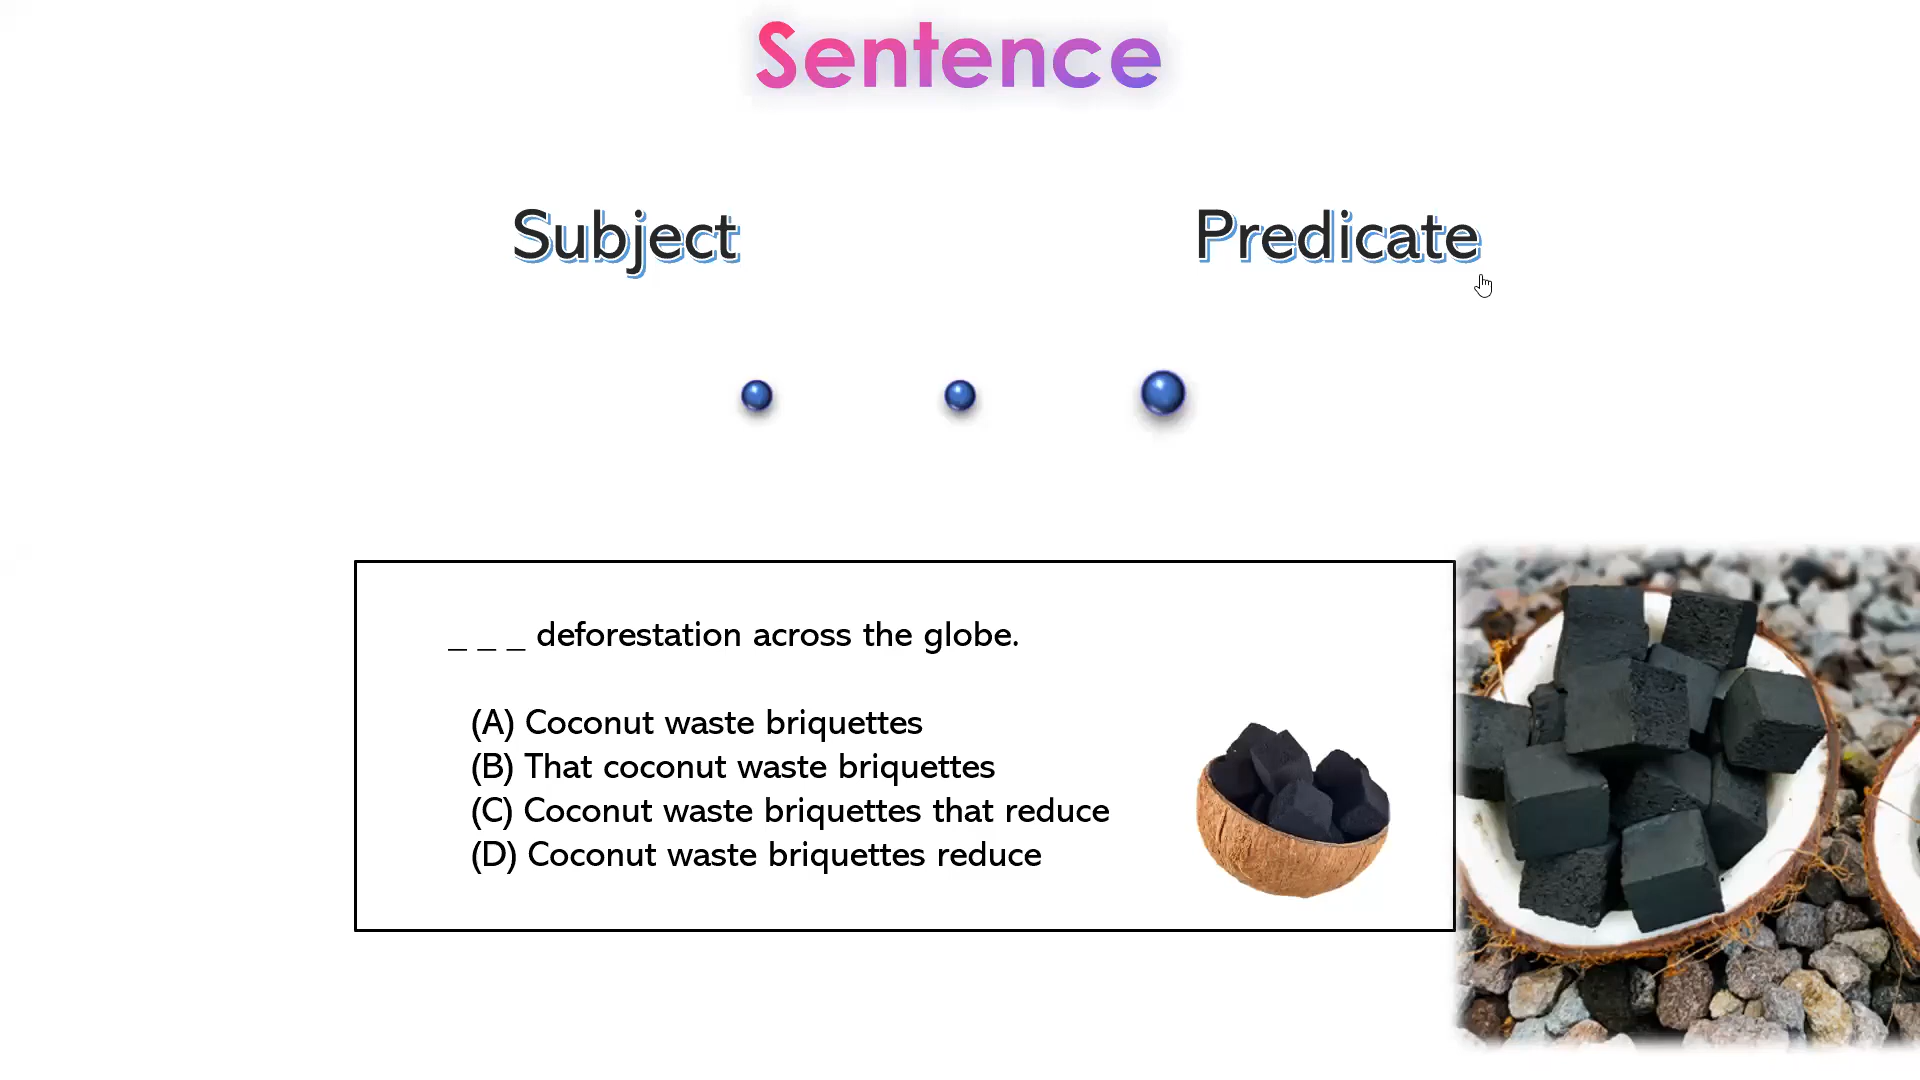 Sentence
Subject Predicate
_ _ _ deforestation across the globe.
(A) Coconut waste briquettes
(B) That coconut waste briquettes
(C) Coconut waste briquettes that reduce
(D) Coconut waste briquettes reduce